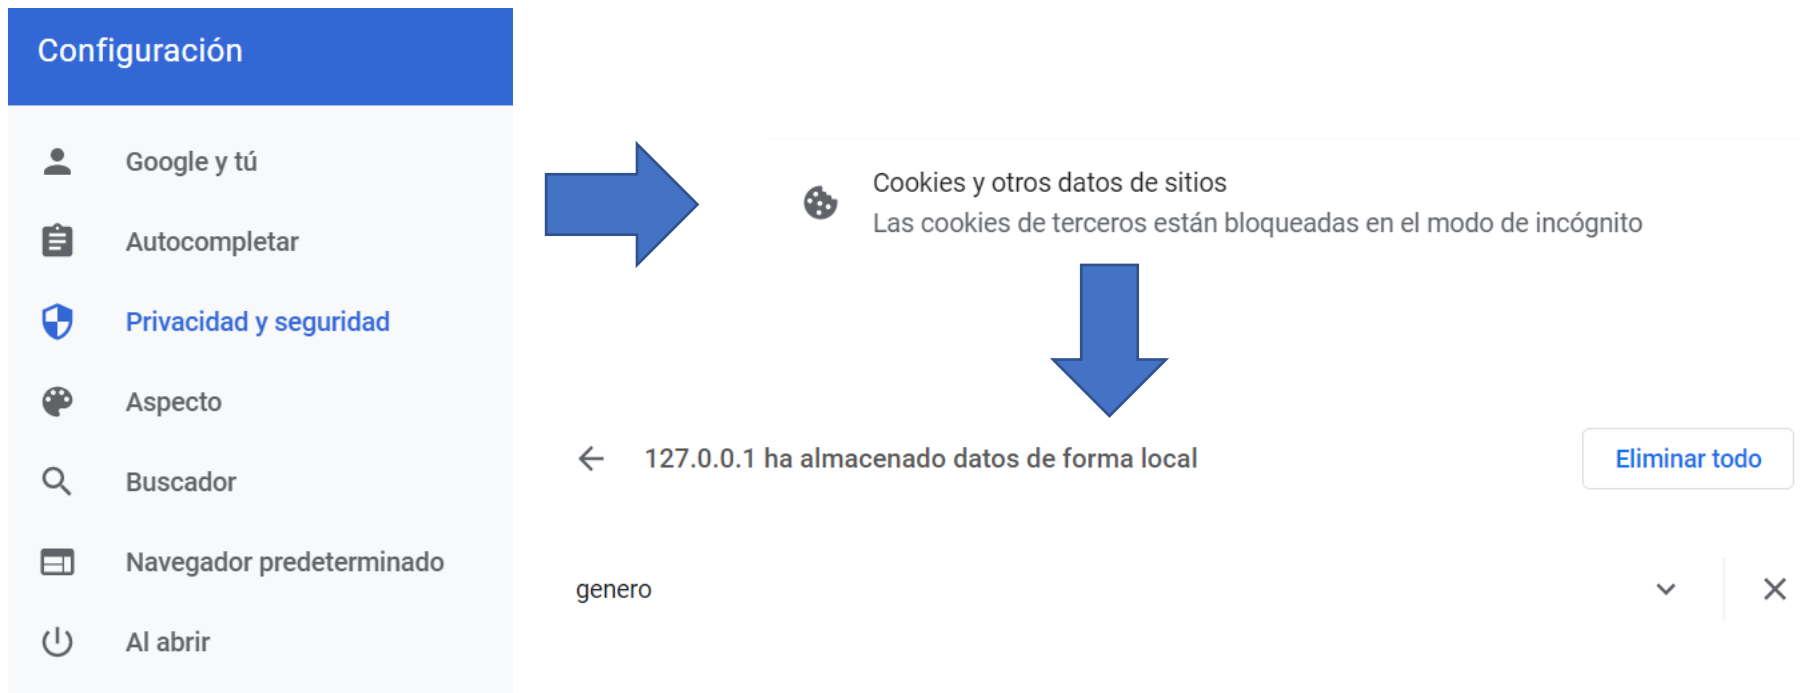 Configuración
Google y tú
Autocompletar
Privacidad y seguridad
Aspecto
Buscador
Navegador predeterminado
Al abrir
Cookies y otros datos de sitios
Las cookies de terceros están bloqueadas en el modo de incógnito
127.0.0.1 ha almacenado datos de forma local
Eliminar todo
genero